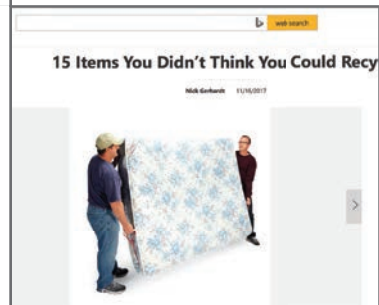 web search
15 Items You Didn't Think You Could Recy
Nick Gerhardt 11/16/2017